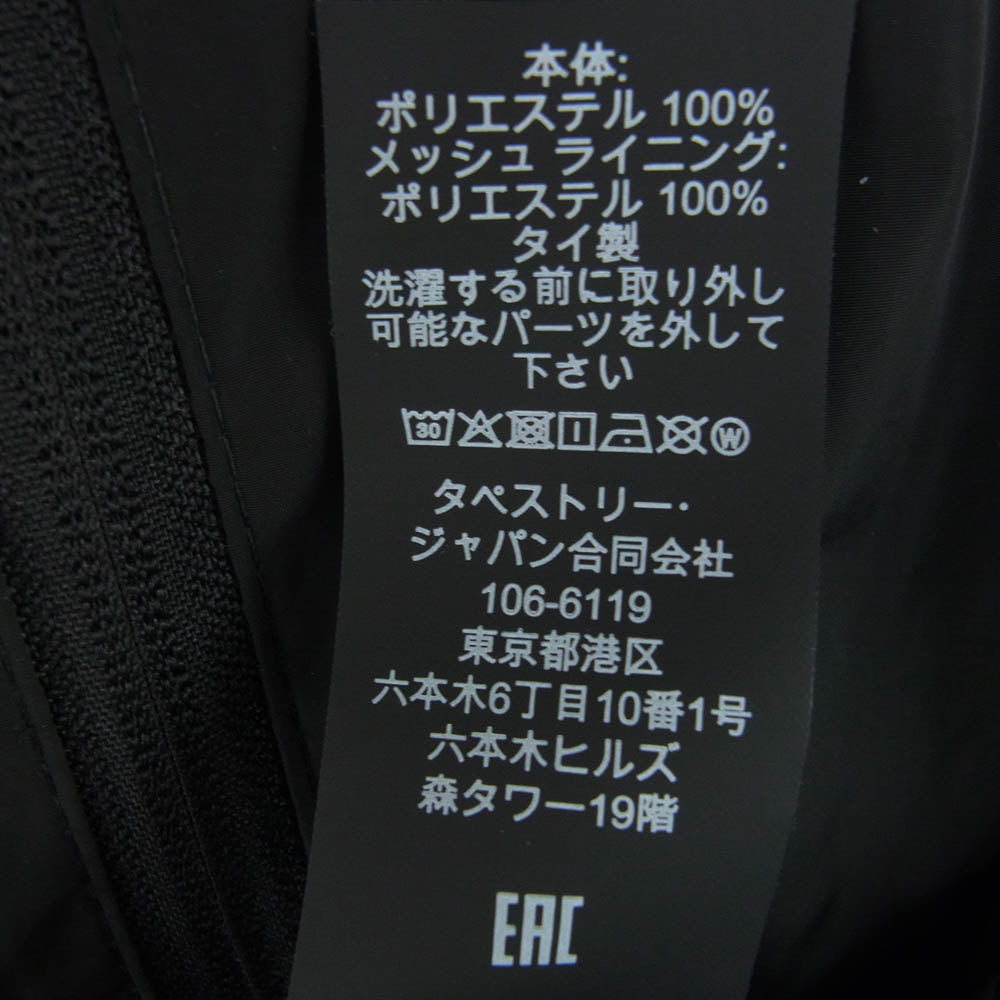 本体:
ポリエステル 100%
メッシュ ライニング:
ポリエステル 100%
タイ製
洗濯する前に取り外し
可能なパーツを外して
下さい
30 W
タペストリー・
ジャパン合同会社
106-6119
東京都港区
六本木6丁目10番1号
六本木ヒルズ
森タワー19階
EAC